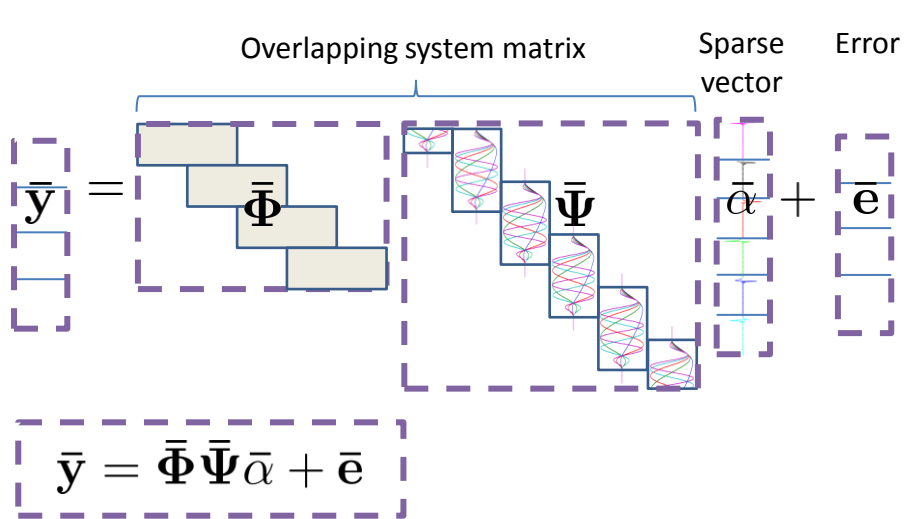 Overlapping system matrix
Sparse
vector
Error
ȳ = Φ̄ Ψ̄ ᾱ + ē
ȳ = Φ̄Ψ̄ᾱ + ē